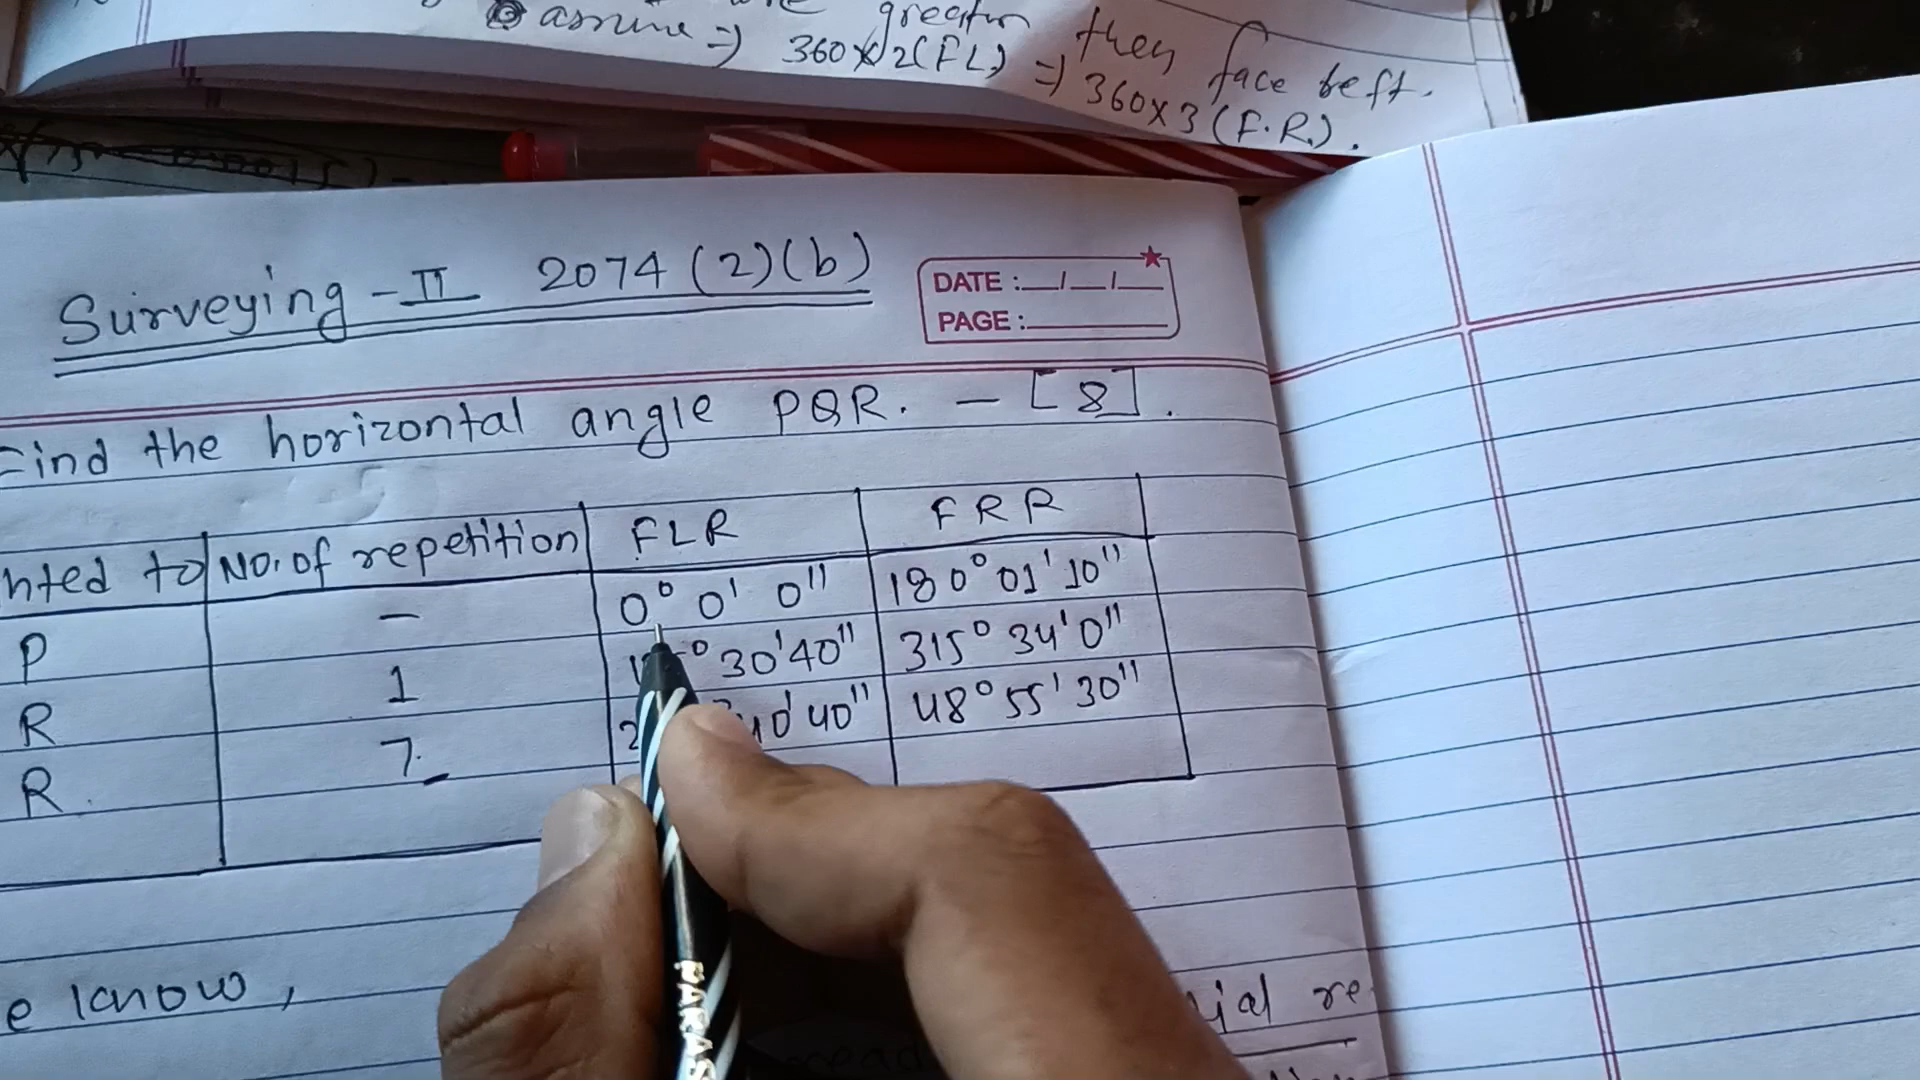 assume => 360x2(FL) => greater then face left.
360x3 (F.R.).
Surveying - II 2074 (2)(b)
DATE : __/__/__
PAGE :
Find the horizontal angle PQR. - [8].
nted to No. of repetition FLR FRR
P - 0° 0' 0" 180° 01' 10"
R 1 30' 40" 315° 34' 0"
R 7 40' 40" 48° 55' 30"
e know,
ial re
PARAS